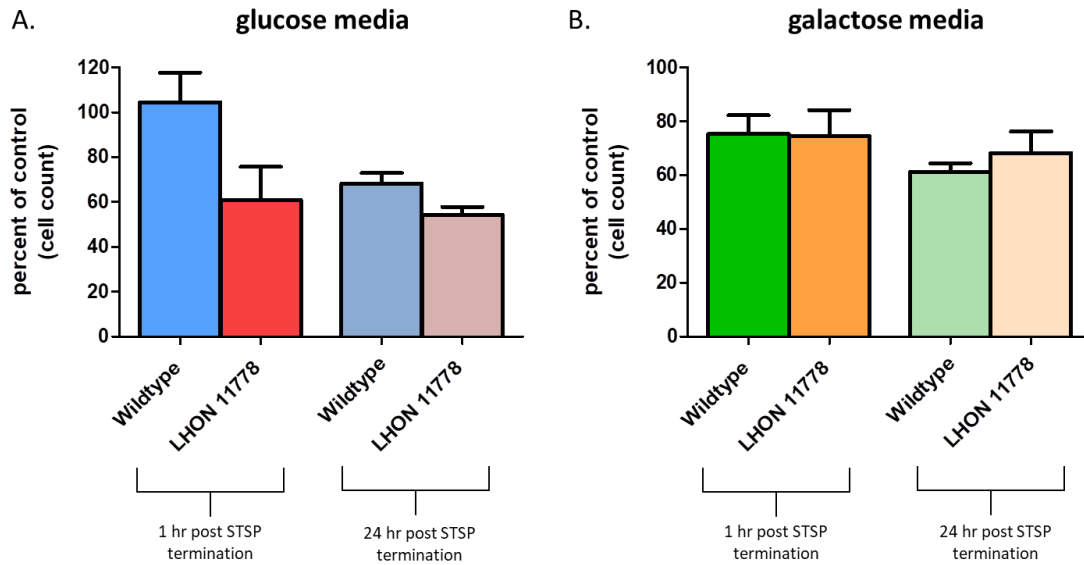 A.
glucose media
percent of control
(cell count)
120
100
80
60
40
20
0
Wildtype
LHON 11778
Wildtype
LHON 11778
1 hr post STSP
termination
24 hr post STSP
termination
B.
galactose media
percent of control
(cell count)
100
80
60
40
20
0
Wildtype
LHON 11778
Wildtype
LHON 11778
1 hr post STSP
termination
24 hr post STSP
termination